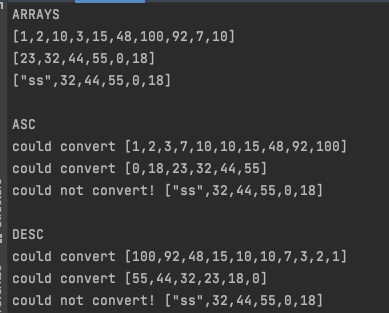 ARRAYS
[1,2,10,3,15,48,100,92,7,10]
[23,32,44,55,0,18]
["ss",32,44,55,0,18]
ASC
could convert [1,2,3,7,10,10,15,48,92,100]
could convert [0,18,23,32,44,55]
could not convert! ["ss",32,44,55,0,18]
DESC
could convert [100,92,48,15,10,10,7,3,2,1]
could convert [55,44,32,23,18,0]
could not convert! ["ss",32,44,55,0,18]